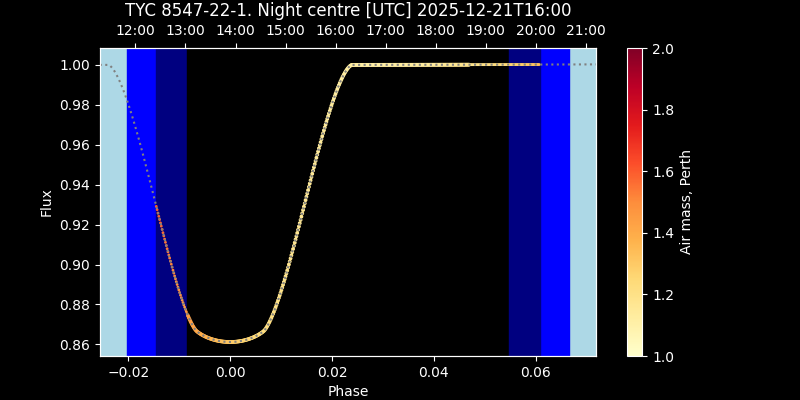 TYC 8547-22-1. Night centre [UTC] 2025-12-21T16:00
12:00 13:00 14:00 15:00 16:00 17:00 18:00 19:00 20:00 21:00
1.00
0.98
0.96
0.94
0.92
0.90
0.88
0.86
Flux
−0.02 0.00 0.02 0.04 0.06
Phase
2.0
1.8
1.6
1.4
1.2
1.0
Air mass, Perth